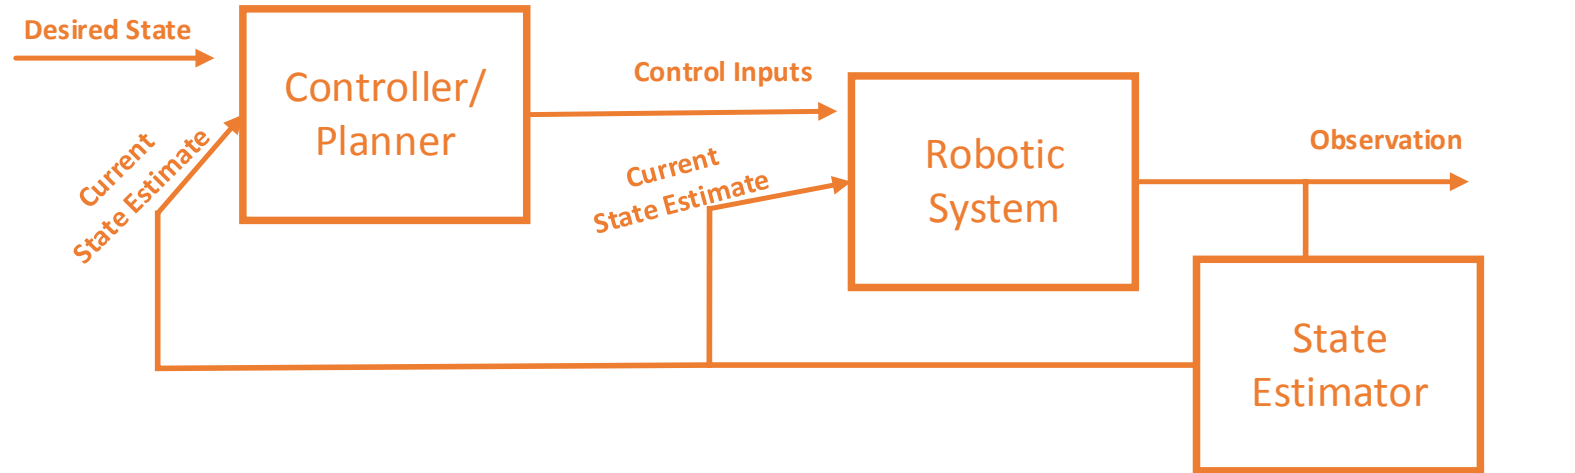 Desired State
Controller/
Planner
Current
State Estimate
Control Inputs
Current
State Estimate
Robotic
System
Observation
State
Estimator